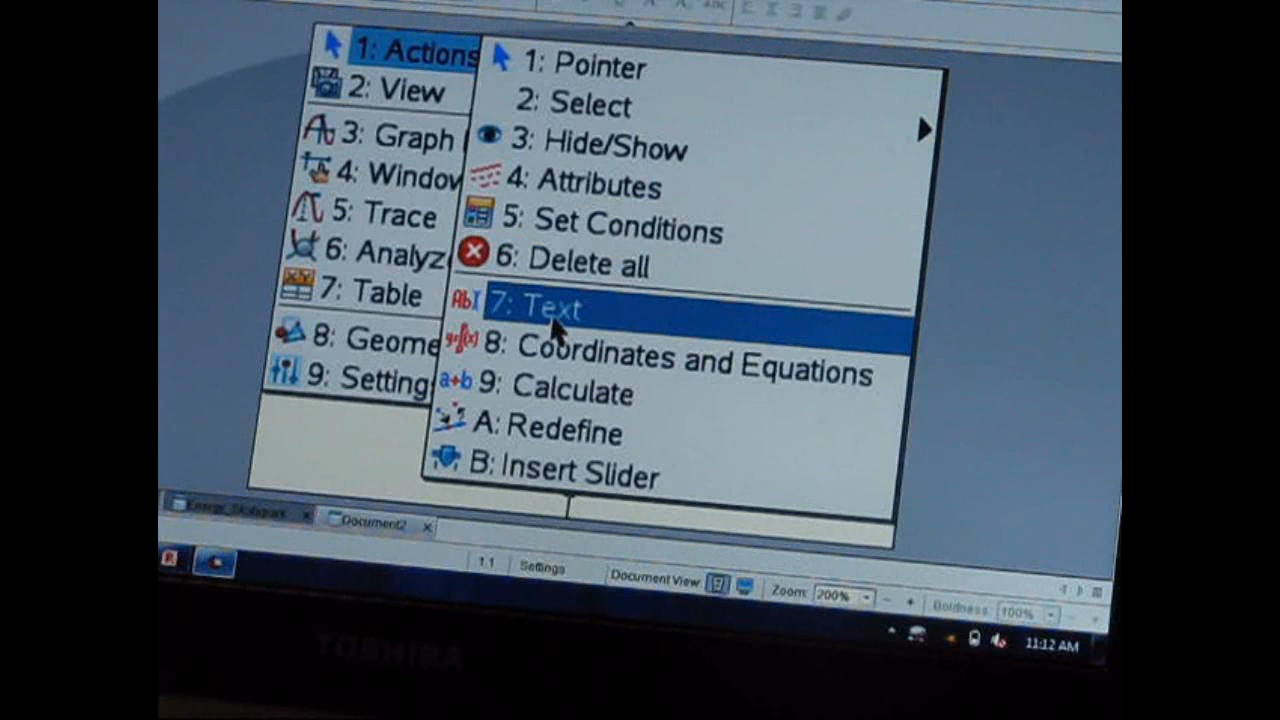 1: Actions
2: View
3: Graph
4: Window
5: Trace
6: Analyz
7: Table
8: Geome
9: Setting
1: Pointer
2: Select
3: Hide/Show
4: Attributes
5: Set Conditions
6: Delete all
AbI 7: Text
y=f(x) 8: Coordinates and Equations
a+b 9: Calculate
A: Redefine
B: Insert Slider
Document2
1.1 Settings Document View: Zoom: 200% Boldness: 100%
11:12 AM
TOSHIBA